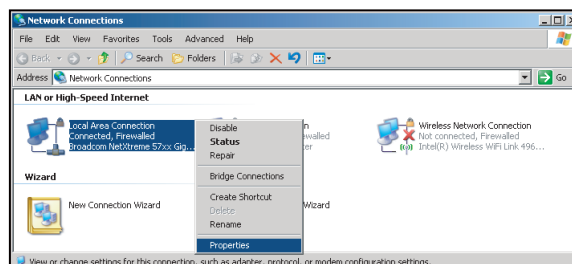 Network Connections
File Edit View Favorites Tools Advanced Help
Back Search Folders
Address Network Connections Go
LAN or High-Speed Internet
Local Area Connection
Connected, Firewalled
Broadcom NetXtreme 57xx Gig...
Wireless Network Connection
Not connected, Firewalled
Intel(R) Wireless WiFi Link 496...
Disable
Status
Repair
Bridge Connections
Create Shortcut
Delete
Rename
Properties
Wizard
New Connection Wizard
Wizard
View or change settings for this connection, such as adapter, protocol, or modem configuration settings.